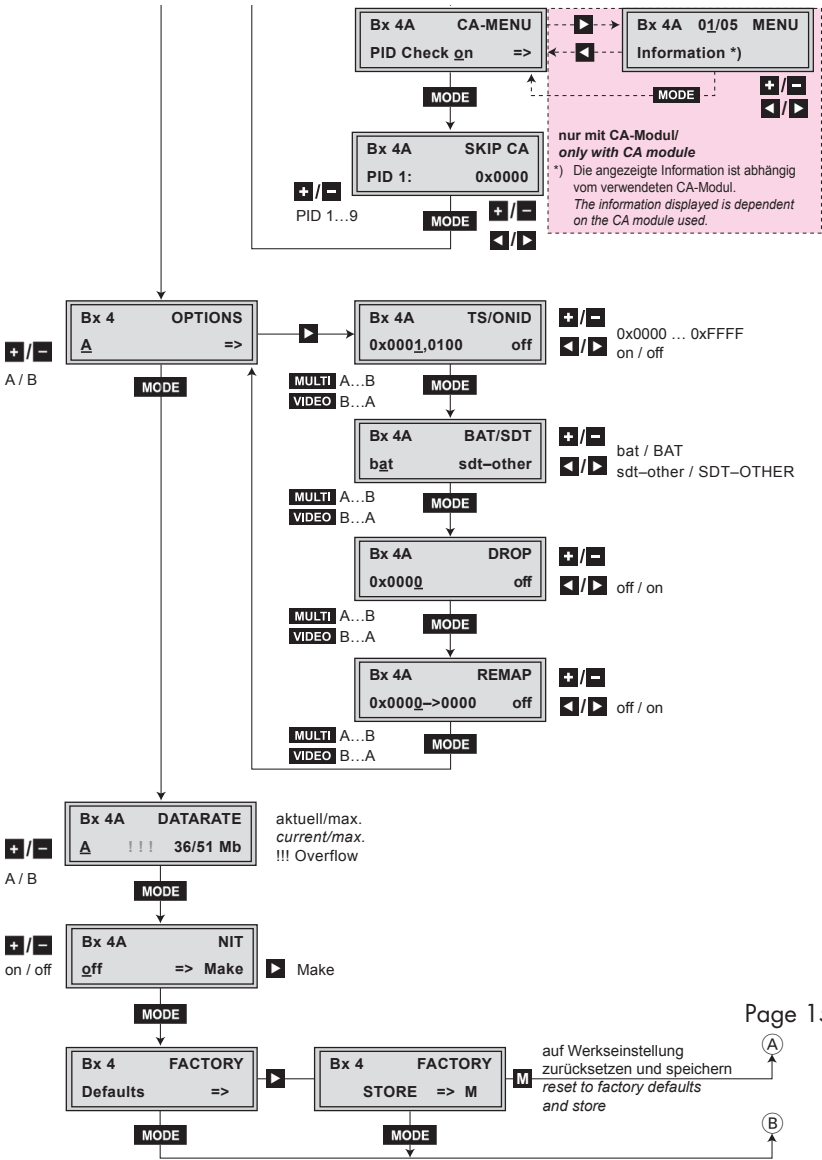 Bx 4A CA-MENU
PID Check on =>
Bx 4A 01/05 MENU
Information *)
MODE
MODE
+/−
◄/►
nur mit CA-Modul/
only with CA module
*) Die angezeigte Information ist abhängig
vom verwendeten CA-Modul.
The information displayed is dependent
on the CA module used.
Bx 4A SKIP CA
PID 1: 0x0000
+/−
PID 1…9
MODE
+/−
◄/►
Bx 4 OPTIONS
A =>
+/−
A / B
MODE
►
Bx 4A TS/ONID
0x0001,0100 off
+/−
◄/►
0x0000 … 0xFFFF
on / off
MULTI A…B
VIDEO B…A
MODE
Bx 4A BAT/SDT
bat sdt–other
+/−
◄/►
bat / BAT
sdt–other / SDT–OTHER
MULTI A…B
VIDEO B…A
MODE
Bx 4A DROP
0x0000 off
+/−
◄/► off / on
MULTI A…B
VIDEO B…A
MODE
Bx 4A REMAP
0x0000–>0000 off
+/−
◄/► off / on
MULTI A…B
VIDEO B…A
MODE
Bx 4A DATARATE
A !!! 36/51 Mb
+/−
A / B
aktuell/max.
current/max.
!!! Overflow
MODE
Bx 4A NIT
off => Make
+/−
on / off
► Make
MODE
Page 15
Bx 4 FACTORY
Defaults =>
►
Bx 4 FACTORY
STORE => M
M
auf Werkseinstellung
zurücksetzen und speichern
reset to factory defaults
and store
A
MODE
MODE
B